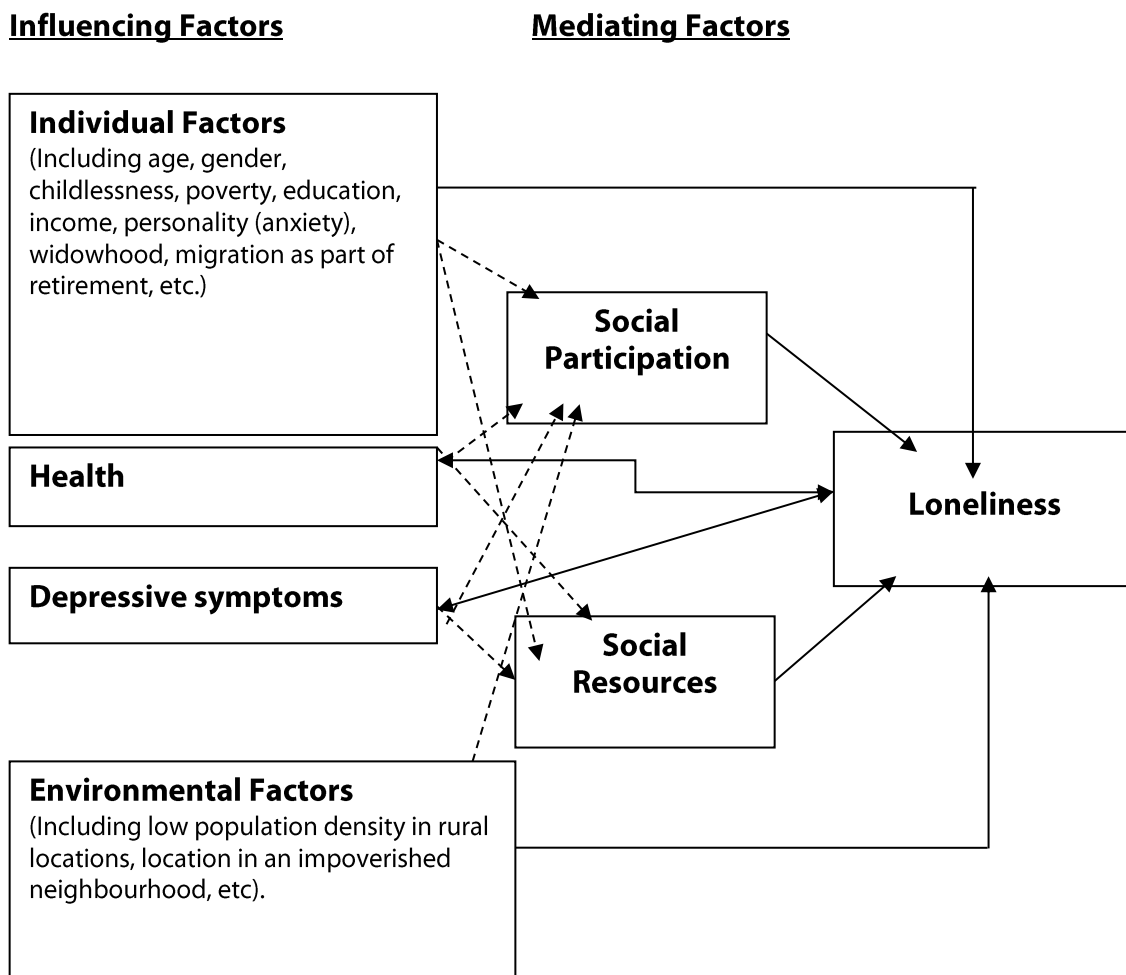 Influencing Factors
Mediating Factors
Individual Factors
(Including age, gender,
childlessness, poverty, education,
income, personality (anxiety),
widowhood, migration as part of
retirement, etc.)
Social
Participation
Health
Loneliness
Depressive symptoms
Social
Resources
Environmental Factors
(Including low population density in rural
locations, location in an impoverished
neighbourhood, etc).